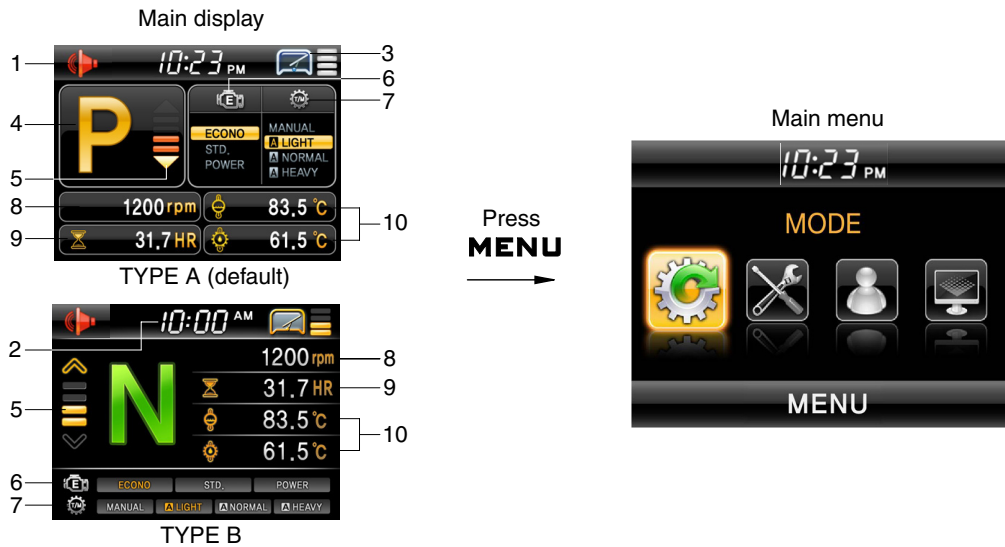 Main display
1
10:23 PM
3
6
7
4
P
E
T/M
ECONO
STD.
POWER
MANUAL
A LIGHT
A NORMAL
A HEAVY
5
8
1200 rpm
83.5 °C
10
9
31.7 HR
61.5 °C
TYPE A (default)
2
10:00 AM
N
1200 rpm
8
31.7 HR
9
5
83.5 °C
61.5 °C
10
6
E
ECONO
STD.
POWER
7
T/M
MANUAL
A LIGHT
A NORMAL
A HEAVY
TYPE B
Press
MENU
Main menu
10:23 PM
MODE
MENU